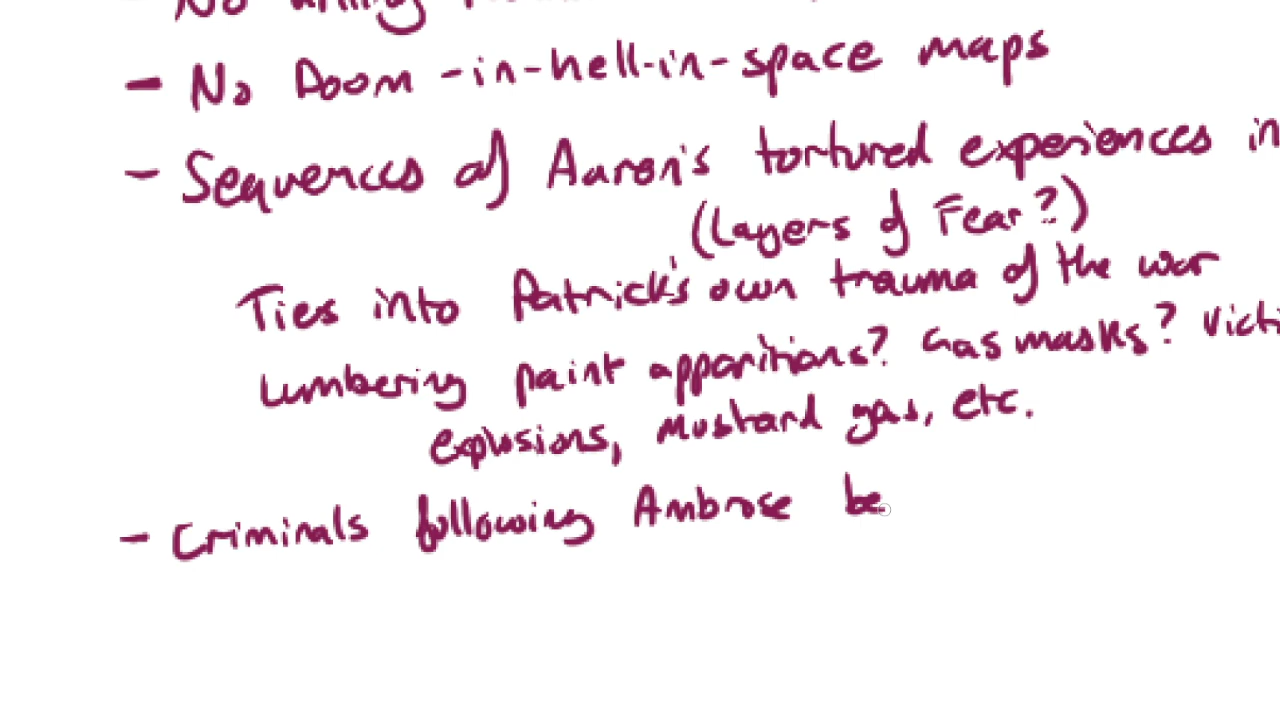 - No
- No Doom-in-hell-in-space maps
- Sequences of Aaron's tortured experiences in
(Layers of Fear?)
Ties into Patrick's own trauma of the war
Lumbering paint apparitions? Gas masks?
explosions, mustard gas, etc.
- Criminals following Ambrose be